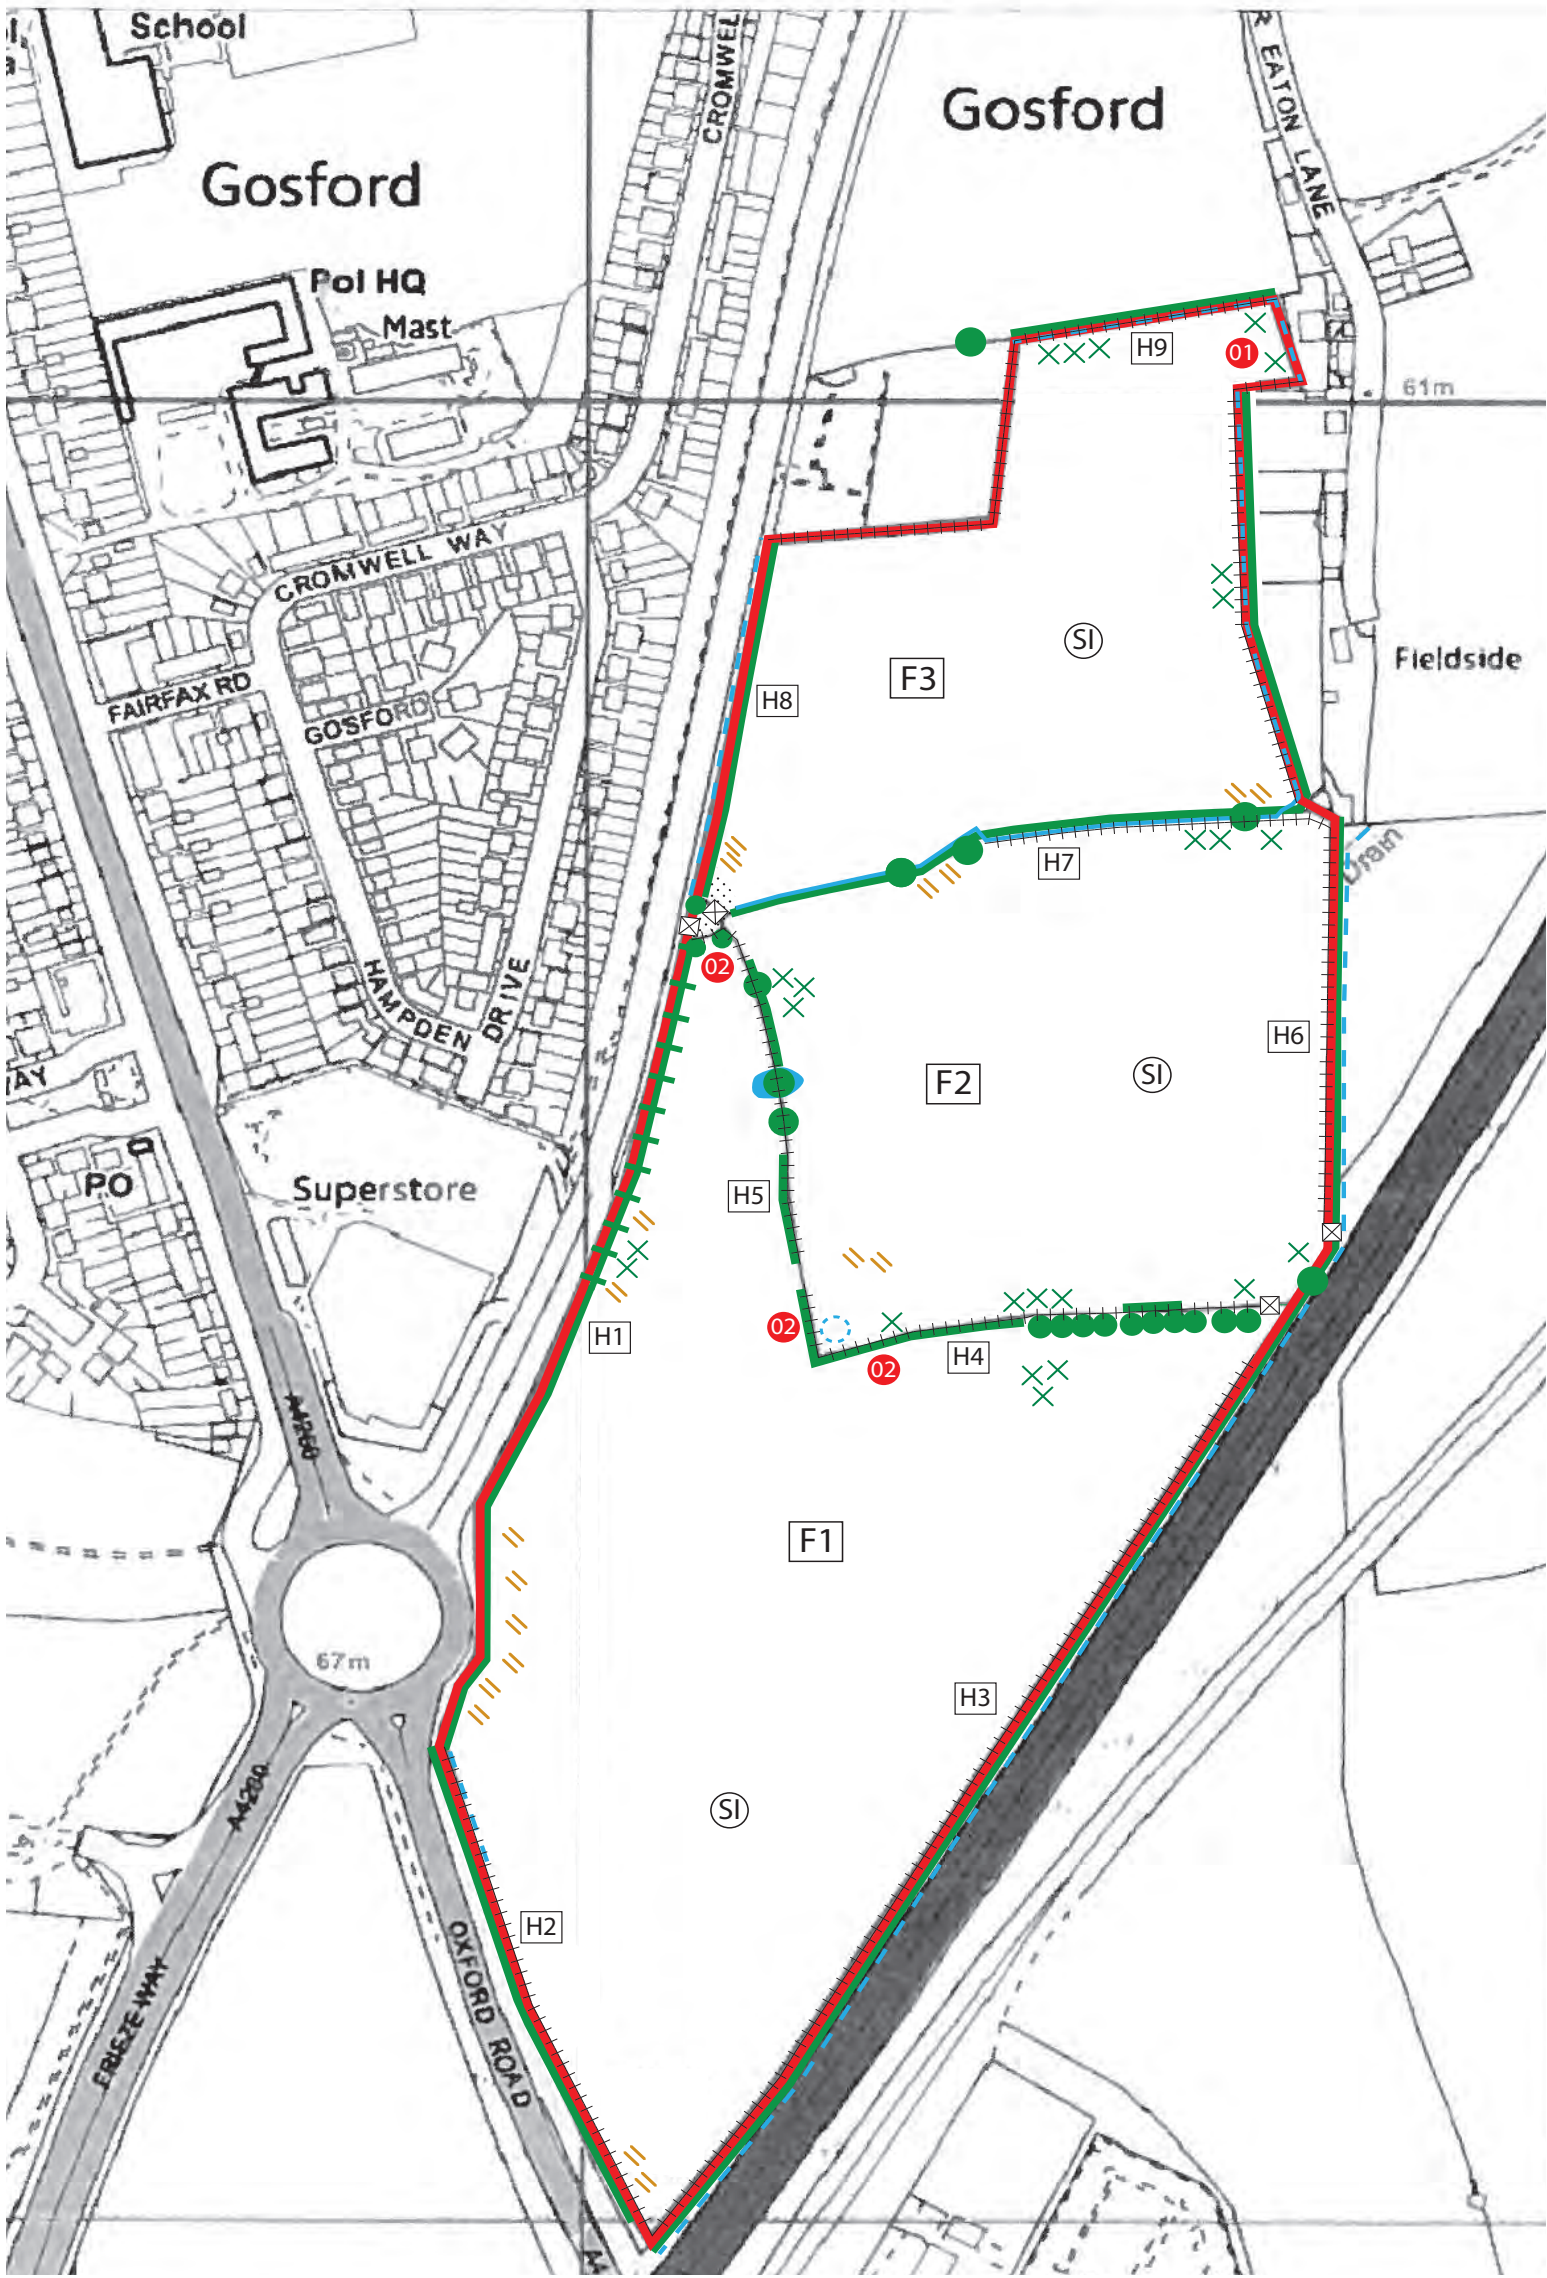 School
CROMWEL
R EATON LANE
Gosford
Gosford
Pol HQ
Mast
H9
01
61m
CROMWELL WAY
SI
Fieldside
F3
FAIRFAX RD
H8
GOSFORD
Drain
H7
02
HAMPDEN DRIVE
H6
SI
F2
PO
Superstore
H5
02
H1
H4
02
A4260
F1
67m
H3
A4260
SI
H2
OXFORD ROAD
FRIEZE WAY
A4